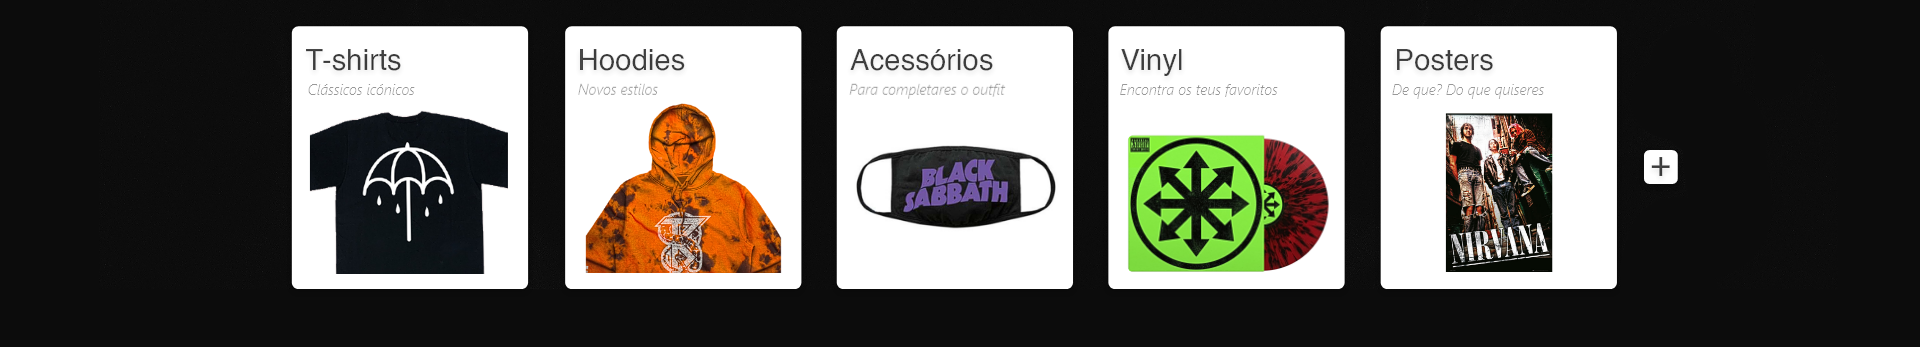 T-shirts
Clássicos icónicos
Hoodies
Novos estilos
Acessórios
Para completares o outfit
BLACK
SABBATH
Vinyl
Encontra os teus favoritos
Posters
De que? Do que quiseres
NIRVANA
+